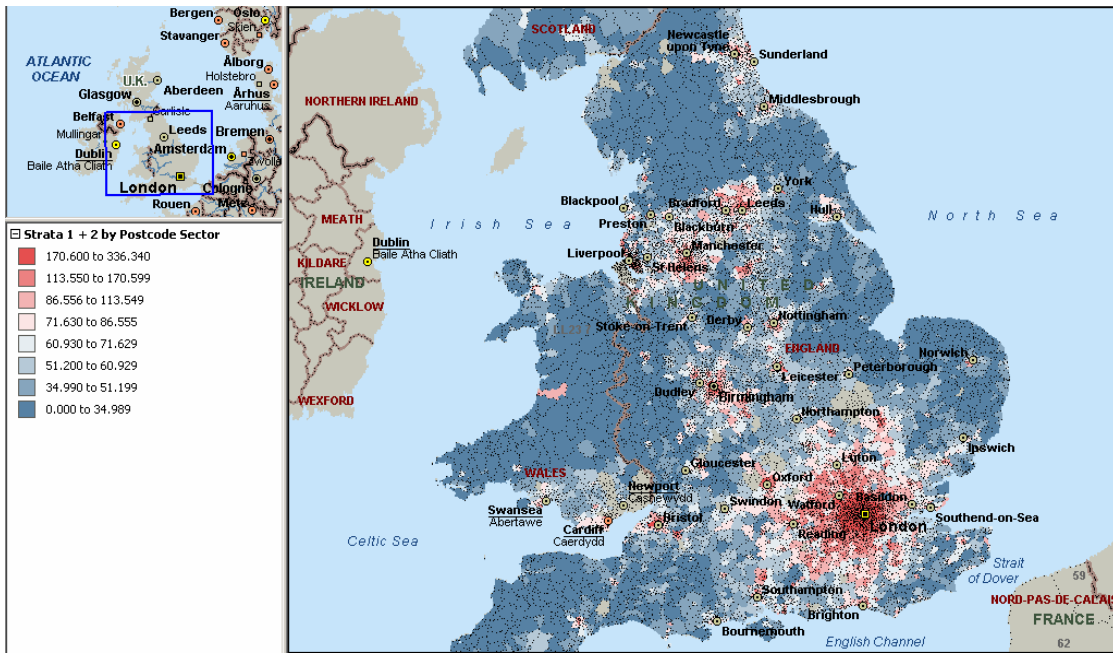 Bergen
Oslo
Skien
Stavanger
ATLANTIC
OCEAN
Ålborg
U.K.
Holstebro
Aberdeen
Glasgow
Århus
Aaruhus
Carlisle
Belfast
Mullingar
Leeds
Bremen
Dublin
Amsterdam
Baile Atha Cliath
Zwolle
London
Cologne
Rouen
Metz
Strata 1 + 2 by Postcode Sector
170.600 to 336.340
113.550 to 170.599
86.556 to 113.549
71.630 to 86.555
60.930 to 71.629
51.200 to 60.929
34.990 to 51.199
0.000 to 34.989
SCOTLAND
Newcastle
upon Tyne
Sunderland
NORTHERN IRELAND
Middlesbrough
York
Blackpool
Bradford
Leeds
Hull
Preston
Blackburn
MEATH
Irish Sea
North Sea
Dublin
Baile Atha Cliath
Liverpool
Manchester
St Helens
KILDARE
IRELAND
UNITED
KINGDOM
WICKLOW
Stoke-on-Trent
Derby
Nottingham
ENGLAND
Norwich
Leicester
Peterborough
Dudley
Birmingham
WEXFORD
Northampton
Ipswich
Gloucester
Luton
WALES
Oxford
Newport
Casnewydd
Swindon
Watford
Basildon
Swansea
Abertawe
Southend-on-Sea
London
Cardiff
Caerdydd
Bristol
Reading
Celtic Sea
Strait
of Dover
59
Southampton
NORD-PAS-DE-CALAIS
Brighton
FRANCE
Bournemouth
English Channel
62